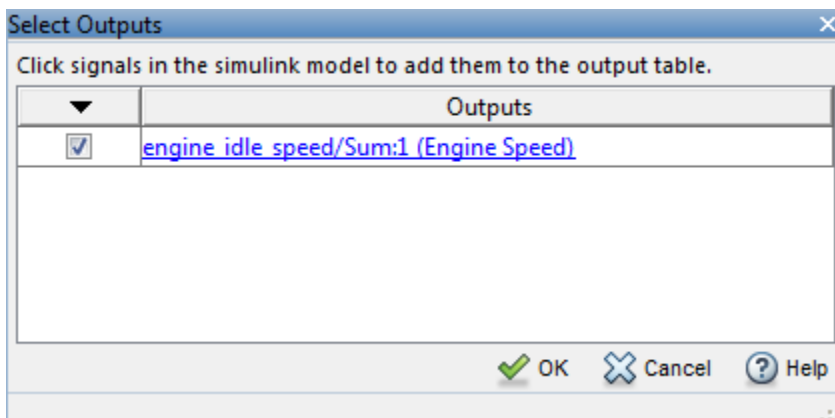 Select Outputs
Click signals in the simulink model to add them to the output table.
Outputs
engine_idle_speed/Sum:1 (Engine Speed)
OK Cancel Help